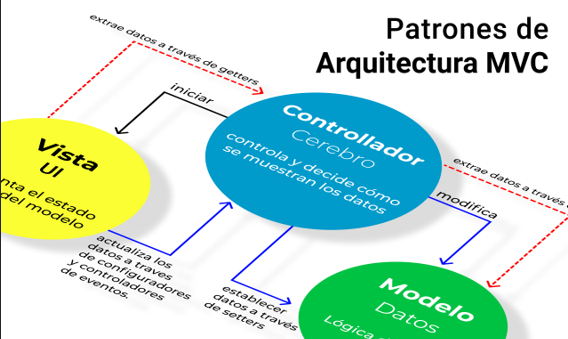 Patrones de
Arquitectura MVC
extrae datos a través de getters
iniciar
Controllador
Cerebro
controla y decide cómo
se muestran los datos
Vista
UI
el estado
del modelo
extrae datos a través
modifica
actualiza los
datos a traves
de configuradores
y controladores
de eventos.
establecer
datos a través
de setters
Modelo
Datos
Lógica